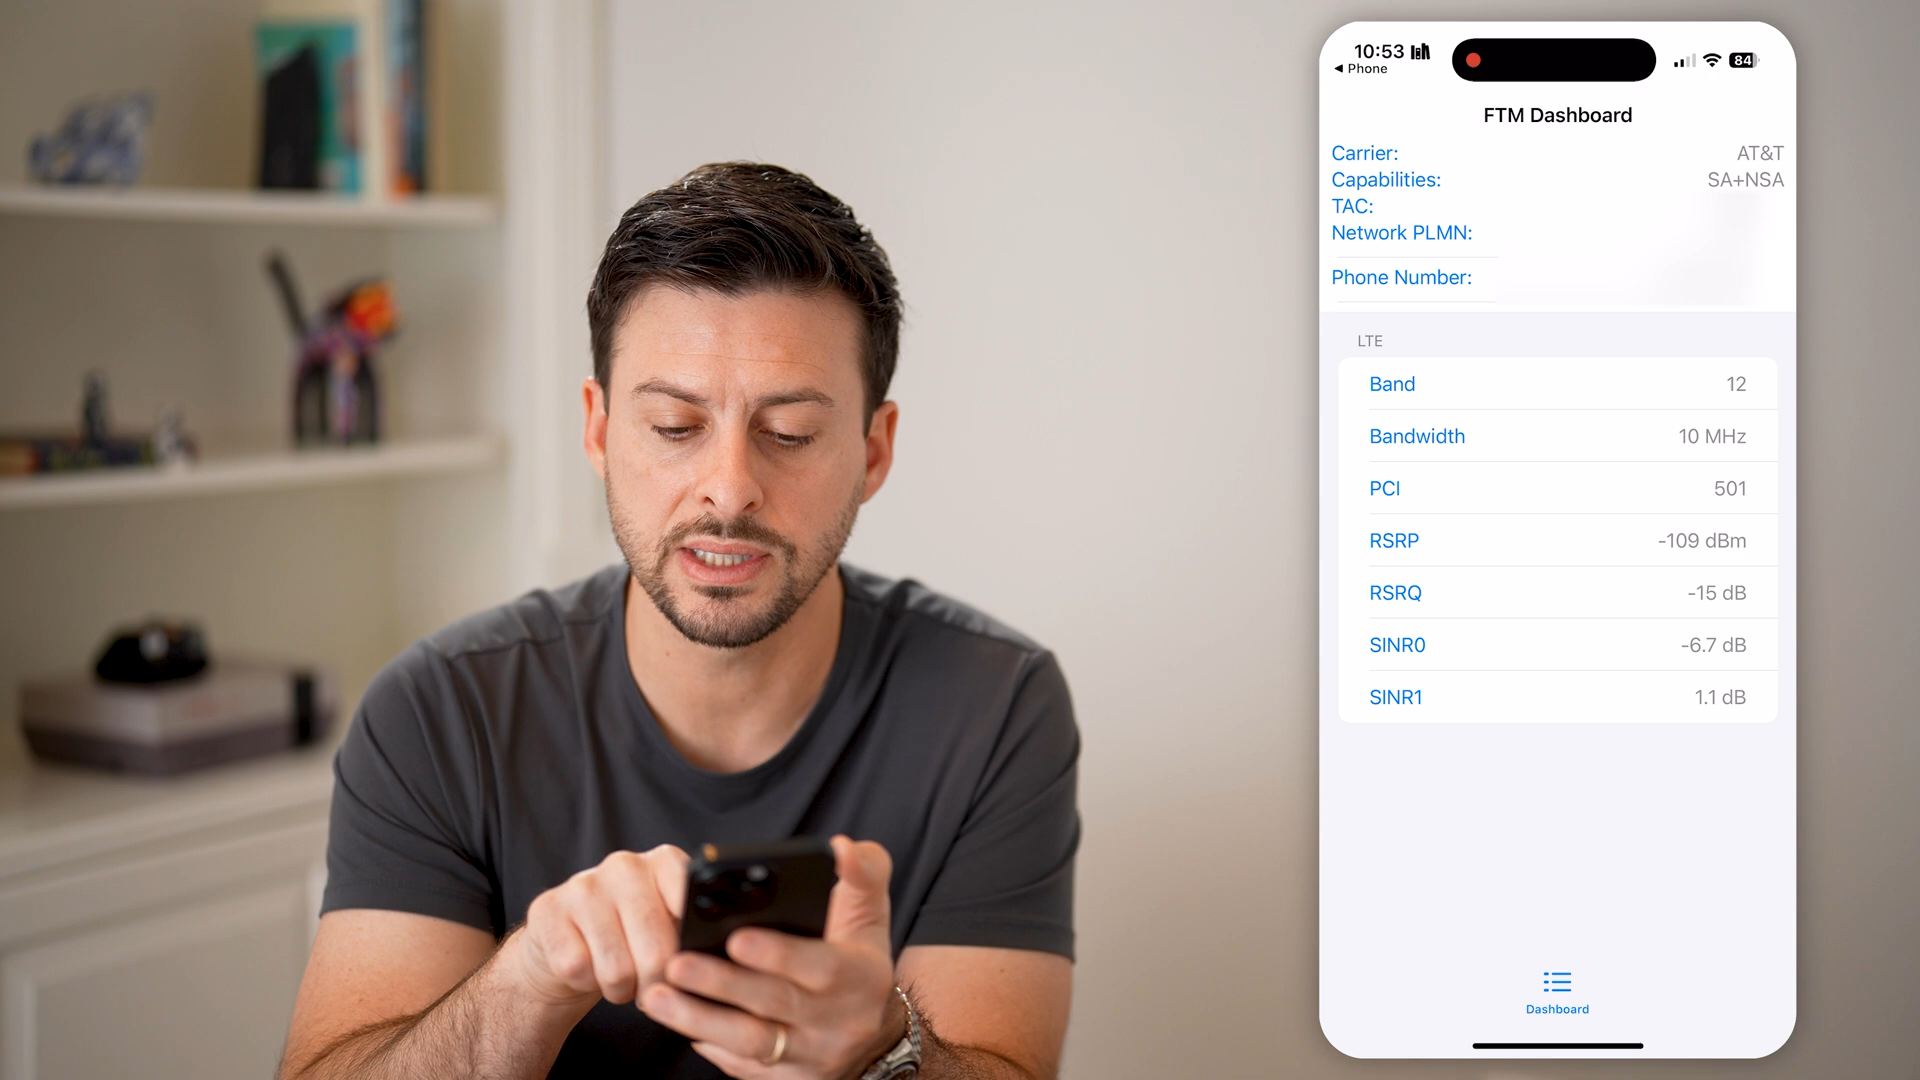 10:53
◀ Phone
84
FTM Dashboard
Carrier: AT&T
Capabilities: SA+NSA
TAC:
Network PLMN:
Phone Number:
LTE
Band 12
Bandwidth 10 MHz
PCI 501
RSRP -109 dBm
RSRQ -15 dB
SINR0 -6.7 dB
SINR1 1.1 dB
Dashboard